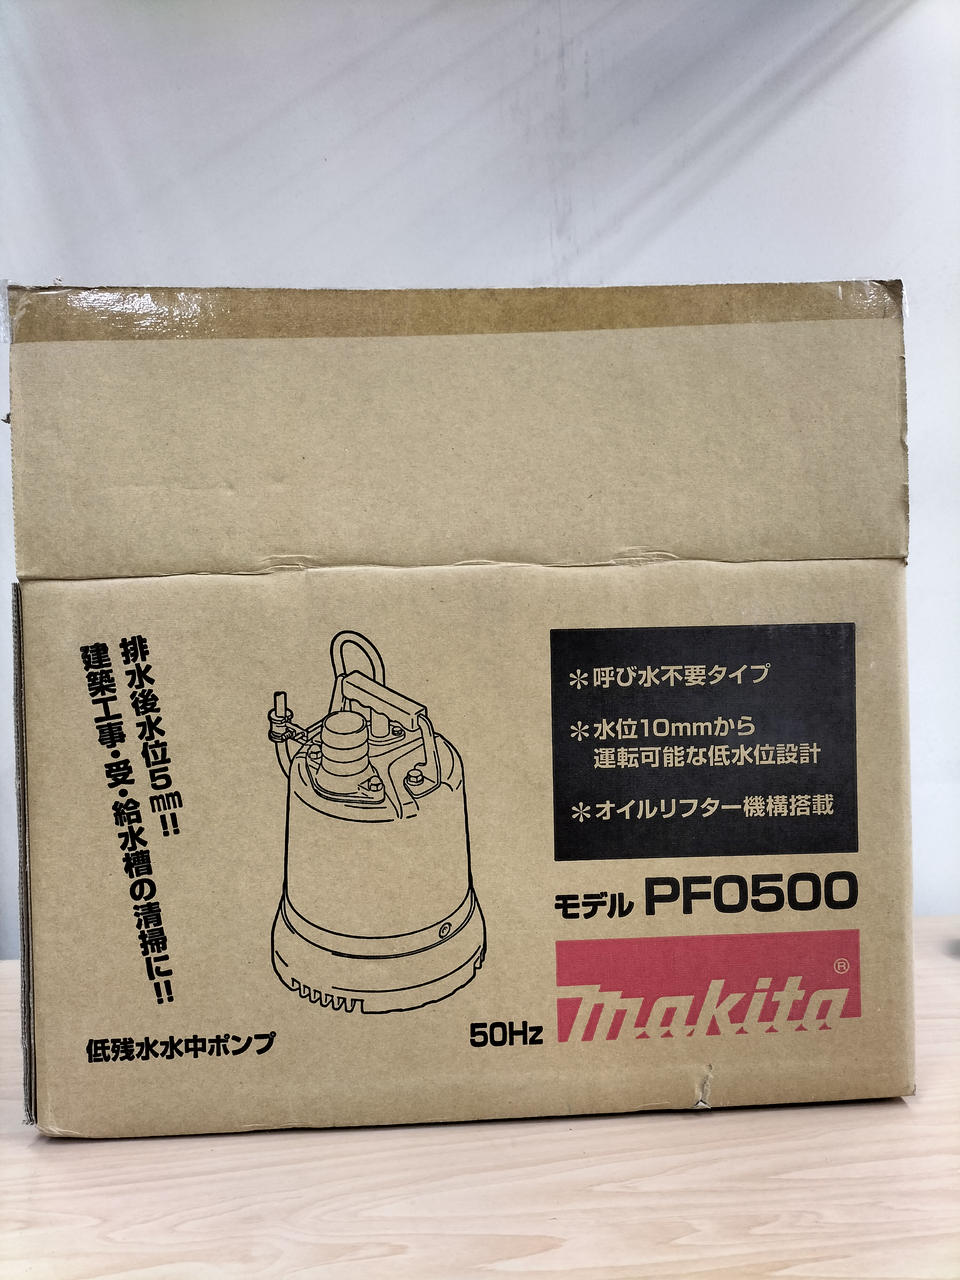 排水後水位5mm!!
建築工事・受・給水槽の清掃に!!
低残水水中ポンプ
＊呼び水不要タイプ
＊水位10mmから
運転可能な低水位設計
＊オイルリフター機構搭載
モデル PF0500
50Hz
makita®